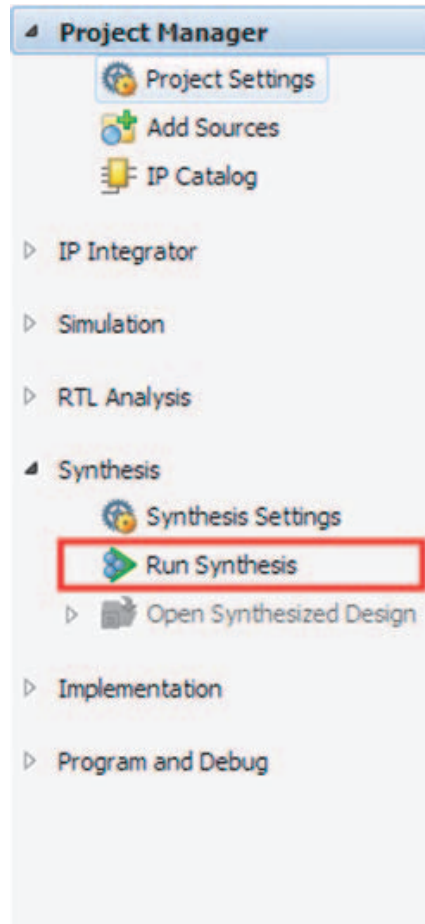 Project Manager
Project Settings
Add Sources
IP Catalog
IP Integrator
Simulation
RTL Analysis
Synthesis
Synthesis Settings
Run Synthesis
Open Synthesized Design
Implementation
Program and Debug